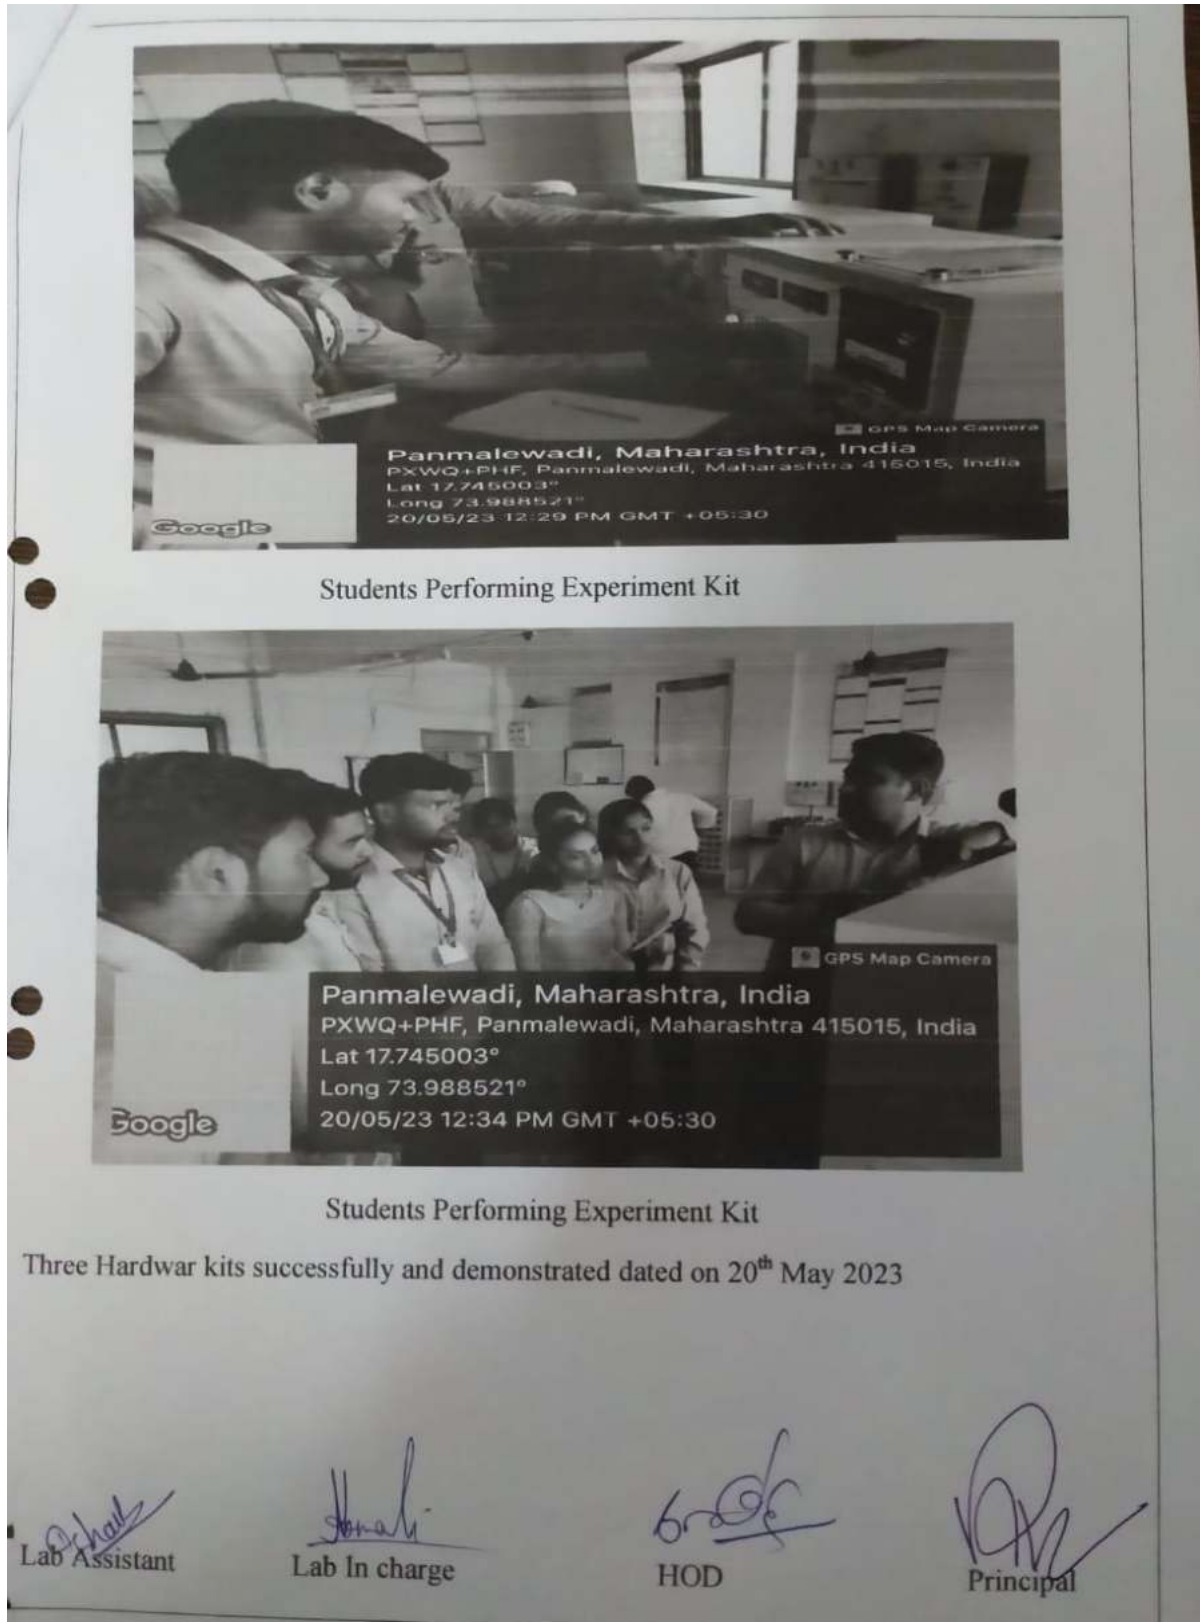 GPS Map Camera
Panmalewadi, Maharashtra, India
PXWQ+PHF, Panmalewadi, Maharashtra 415015, India
Lat 17.745003°
Long 73.988521°
20/05/23 12:29 PM GMT +05:30
Google
Students Performing Experiment Kit
GPS Map Camera
Panmalewadi, Maharashtra, India
PXWQ+PHF, Panmalewadi, Maharashtra 415015, India
Lat 17.745003°
Long 73.988521°
20/05/23 12:34 PM GMT +05:30
Google
Students Performing Experiment Kit
Three Hardwar kits successfully and demonstrated dated on 20th May 2023
Lab Assistant
Lab In charge
HOD
Principal